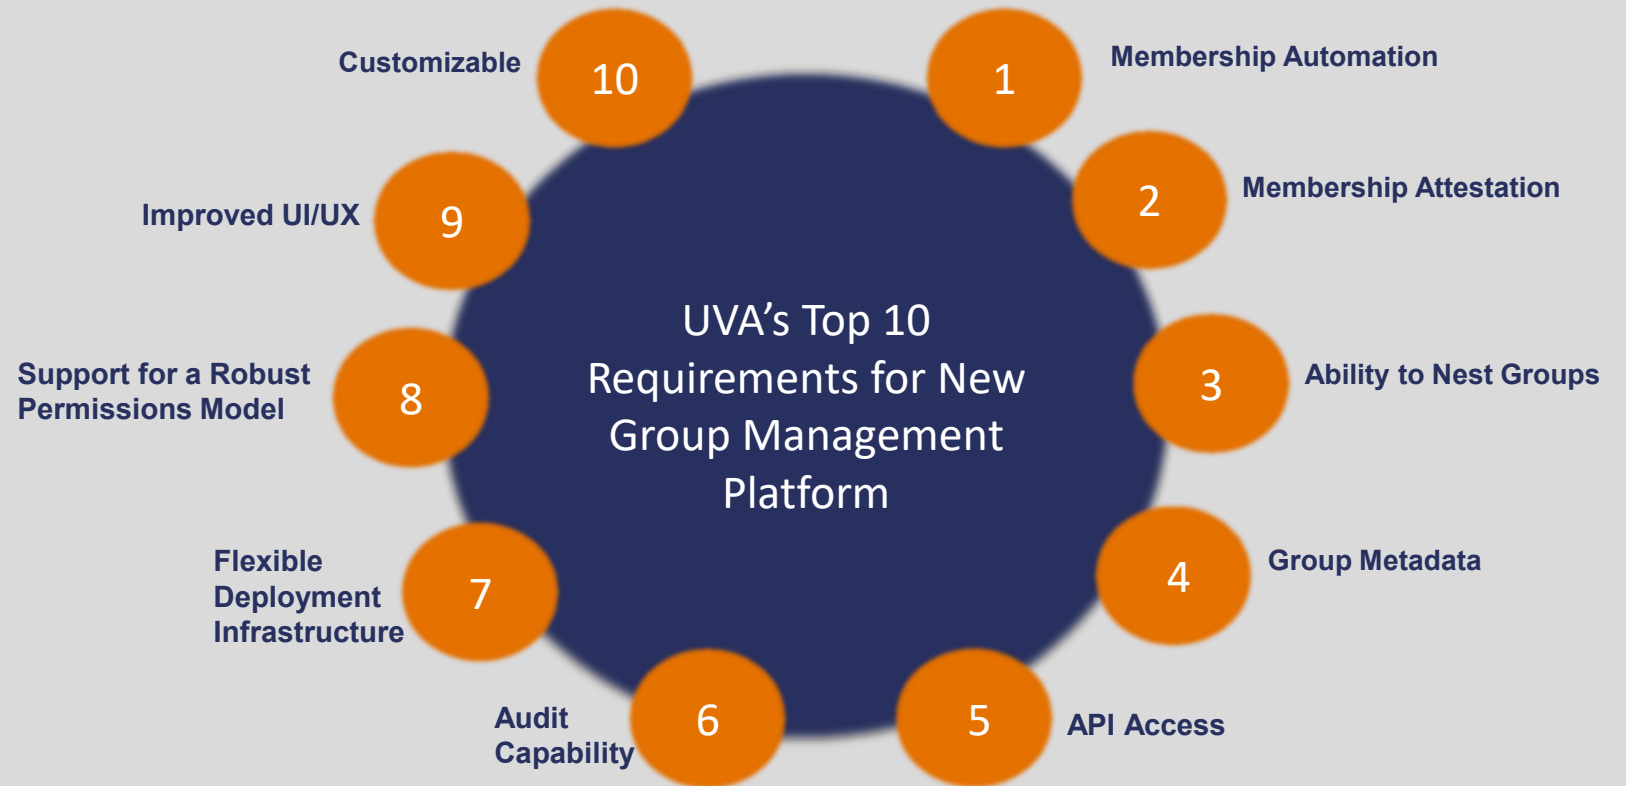 UVA's Top 10
Requirements for New
Group Management
Platform
1
Membership Automation
2
Membership Attestation
3
Ability to Nest Groups
4
Group Metadata
5
API Access
6
Audit
Capability
7
Flexible
Deployment
Infrastructure
8
Support for a Robust
Permissions Model
9
Improved UI/UX
10
Customizable